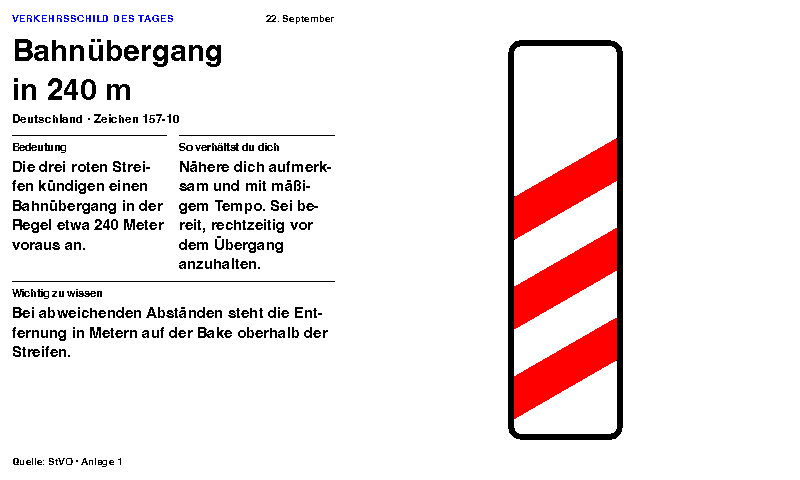 VERKEHRSSCHILD DES TAGES
22. September
Bahnübergang
in 240 m
Deutschland · Zeichen 157-10
Bedeutung
Die drei roten Strei-
fen kündigen einen
Bahnübergang in der
Regel etwa 240 Meter
voraus an.
So verhältst du dich
Nähere dich aufmerk-
sam und mit mäßi-
gem Tempo. Sei be-
reit, rechtzeitig vor
dem Übergang
anzuhalten.
Wichtig zu wissen
Bei abweichenden Abständen steht die Ent-
fernung in Metern auf der Bake oberhalb der
Streifen.
Quelle: StVO · Anlage 1